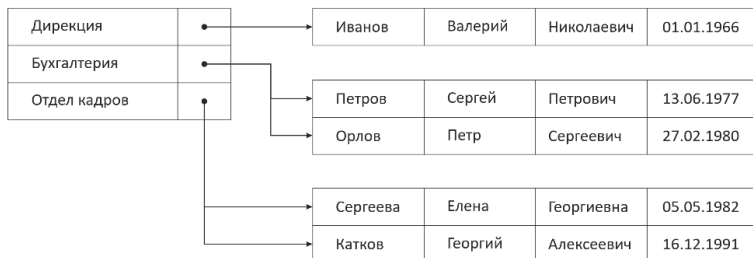 Дирекция
Бухгалтерия
Отдел кадров
Иванов Валерий Николаевич 01.01.1966
Петров Сергей Петрович 13.06.1977
Орлов Петр Сергеевич 27.02.1980
Сергеева Елена Георгиевна 05.05.1982
Катков Георгий Алексеевич 16.12.1991